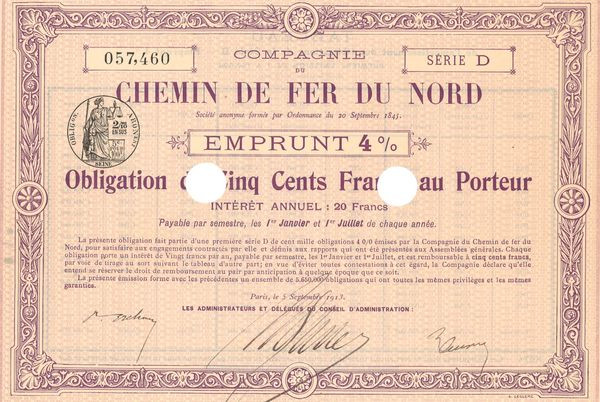 057,460
COMPAGNIE
SÉRIE D
DU
CHEMIN DE FER DU NORD
Société anonyme formée par Ordonnance du 20 Septembre 1845.
EMPRUNT 4%
Obligation Cinq Cents au Porteur
INTÉRÊT ANNUEL : 20 Francs
Payable par semestre, les 1er Janvier et 1er Juillet de chaque année.
La présente obligation fait partie d'une première série D de cent mille obligations 4 0/0 émises par la Compagnie du Chemin de fer du
Nord, pour satisfaire aux engagements contractés par elle et définis aux rapports qui ont été présentés aux Assemblées générales. Chaque
obligation porte un intérêt de Vingt francs par an, payable par semestre, les 1er Janvier et 1er Juillet, et est remboursable à cinq cents francs,
par voie de tirage au sort suivant le tableau d'autre part; en vue d'éviter toutes contestations à cet égard, la Compagnie déclare qu'elle
entend se réserver le droit de remboursement au pair par anticipation à quelque époque que ce soit.
La présente émission forme avec les précédentes un ensemble de 5.650.000 obligations qui ont toutes les mêmes privilèges et les mêmes
garanties.
Paris, le 5 Septembre 1913.
LES ADMINISTRATEURS ET DÉLÉGUÉS DU CONSEIL D'ADMINISTRATION :
SEINE